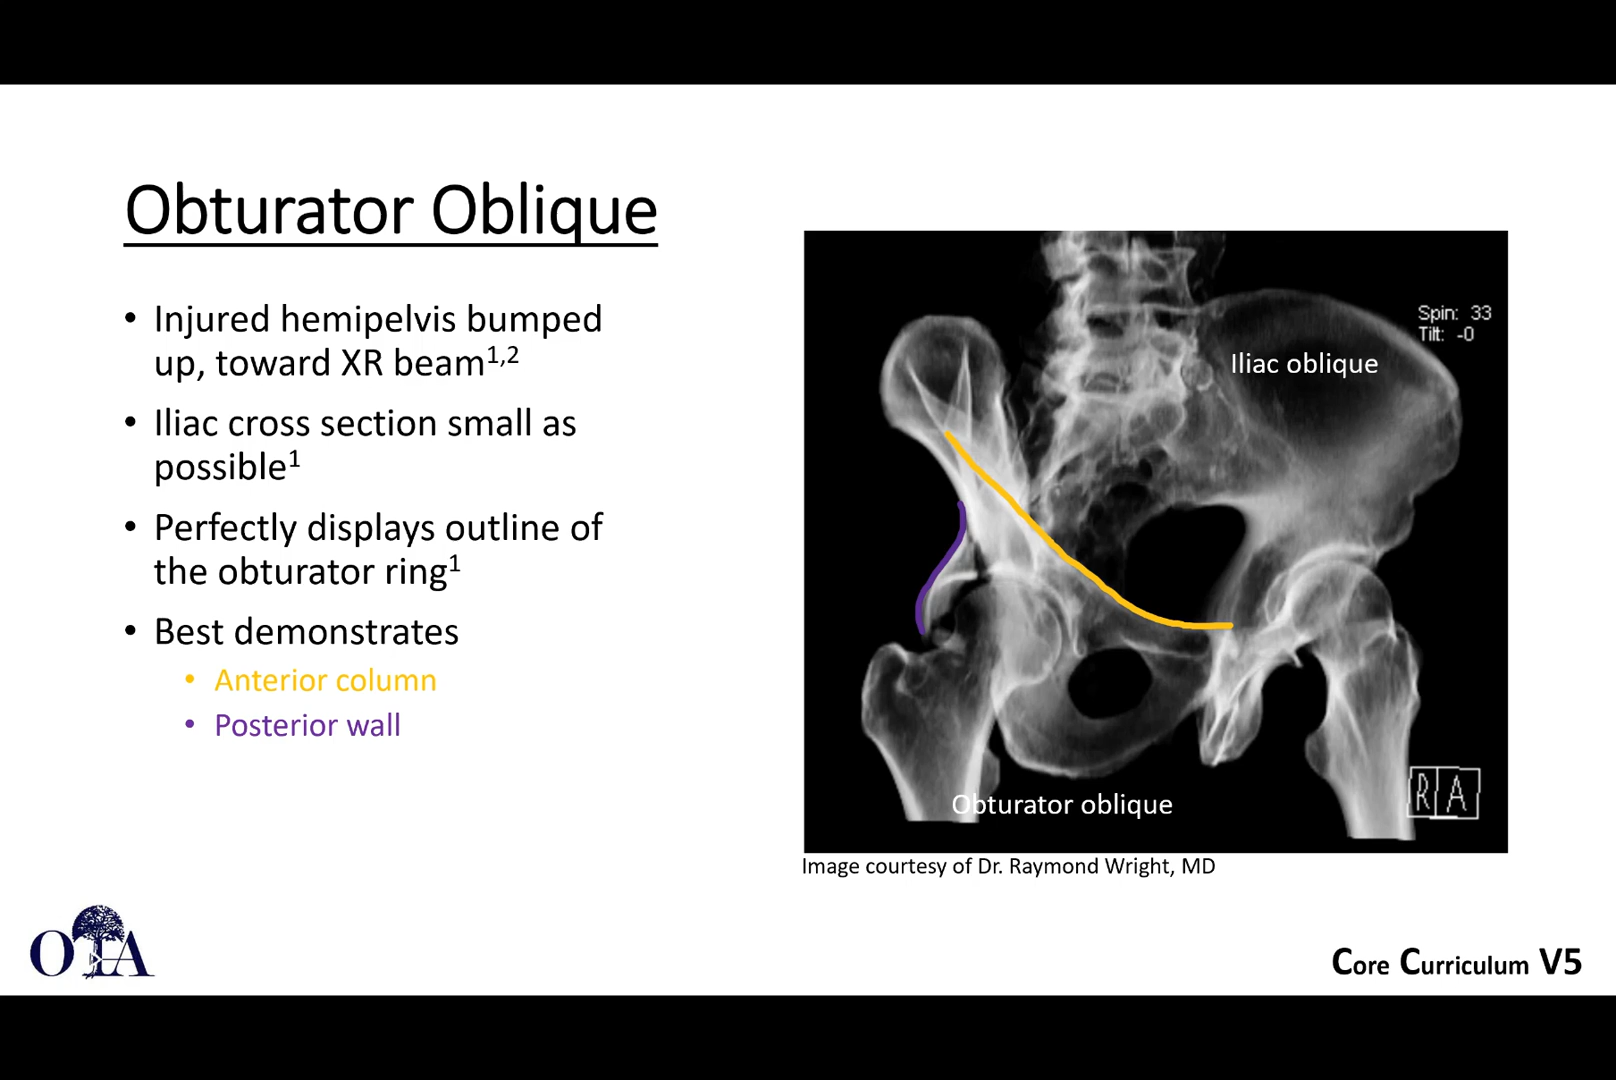 Obturator Oblique
• Injured hemipelvis bumped
up, toward XR beam1,2
• Iliac cross section small as
possible1
• Perfectly displays outline of
the obturator ring1
• Best demonstrates
• Anterior column
• Posterior wall
Spin: 33
Tilt: -0
Iliac oblique
Obturator oblique
R A
Image courtesy of Dr. Raymond Wright, MD
OTA
Core Curriculum V5